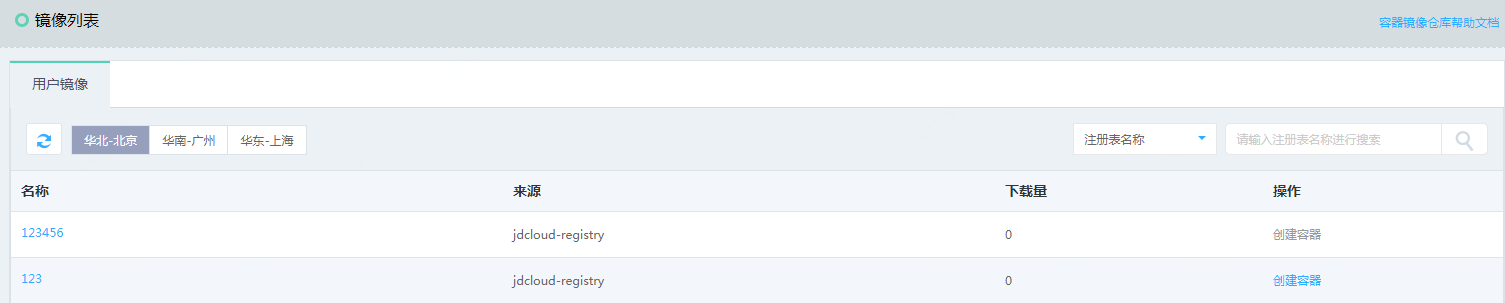 镜像列表
容器镜像仓库帮助文档
用户镜像
华北-北京 华南-广州 华东-上海 注册表名称 请输入注册表名称进行搜索
名称 来源 下载量 操作
123456 jdcloud-registry 0 创建容器
123 jdcloud-registry 0 创建容器